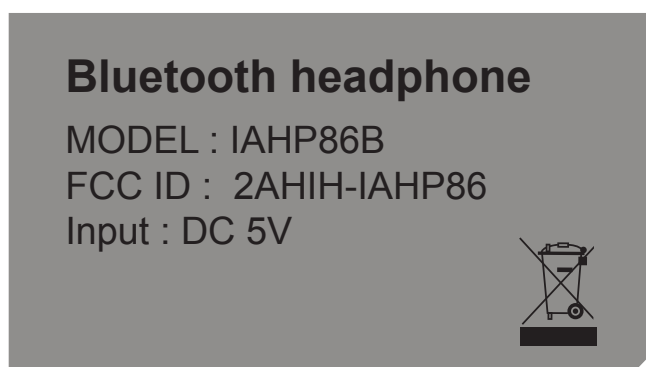 Bluetooth headphone
MODEL : IAHP86B
FCC ID :  2AHIH-IAHP86
Input : DC 5V